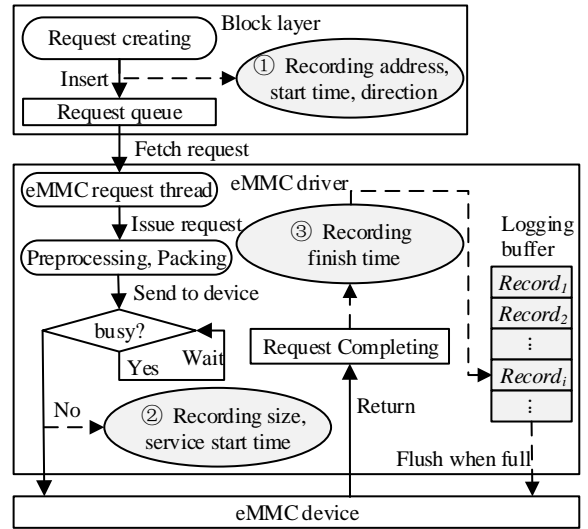 Block layer
Request creating
Insert
① Recording address,
start time, direction
Request queue
Fetch request
eMMC request thread
eMMC driver
Issue request
Logging
buffer
③ Recording
finish time
Preprocessing, Packing
Send to device
Record1
Record2
⋮
Recordi
⋮
busy?
Yes
Wait
Request Completing
No
② Recording size,
service start time
Return
Flush when full
eMMC device